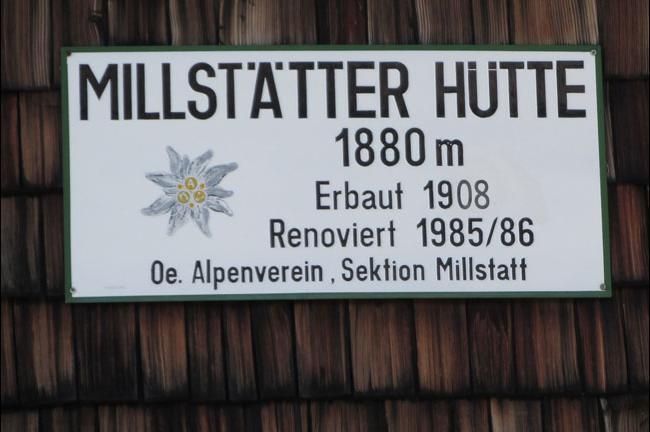 MILLSTÄTTER HÜTTE
1880 m
Erbaut 1908
Renoviert 1985/86
Oe. Alpenverein, Sektion Millstatt